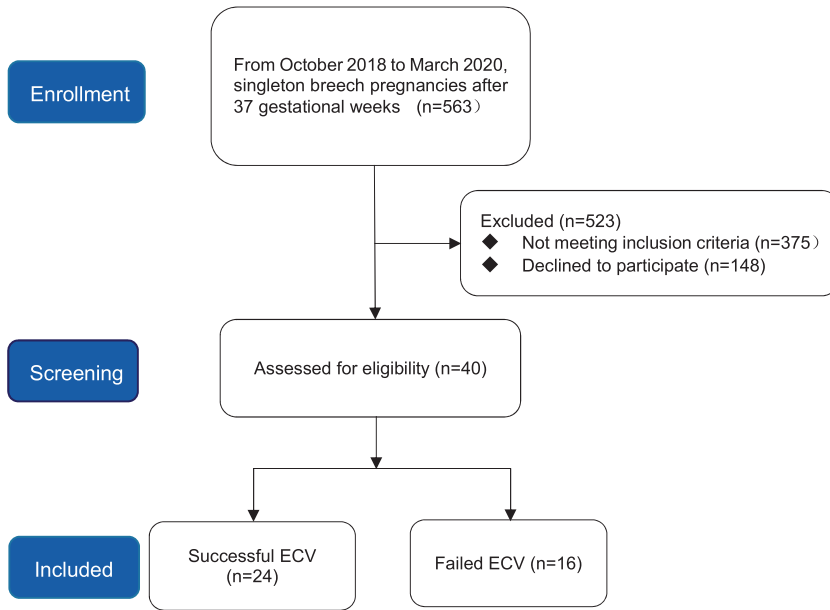 Enrollment
From October 2018 to March 2020,
singleton breech pregnancies after
37 gestational weeks (n=563）
Excluded (n=523)
◆ Not meeting inclusion criteria (n=375）
◆ Declined to participate (n=148)
Screening
Assessed for eligibility (n=40)
Included
Successful ECV
(n=24)
Failed ECV (n=16)